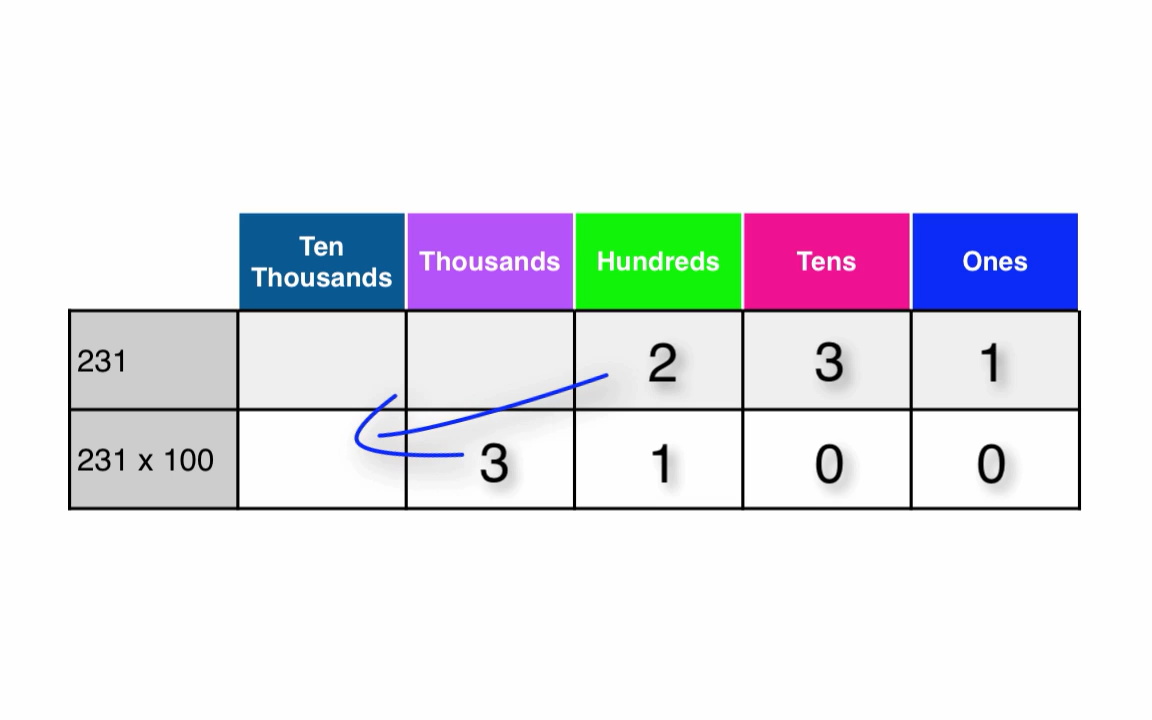 Ten
Thousands
Thousands
Hundreds
Tens
Ones
231
2 3 1
231 x 100
3 1 0 0